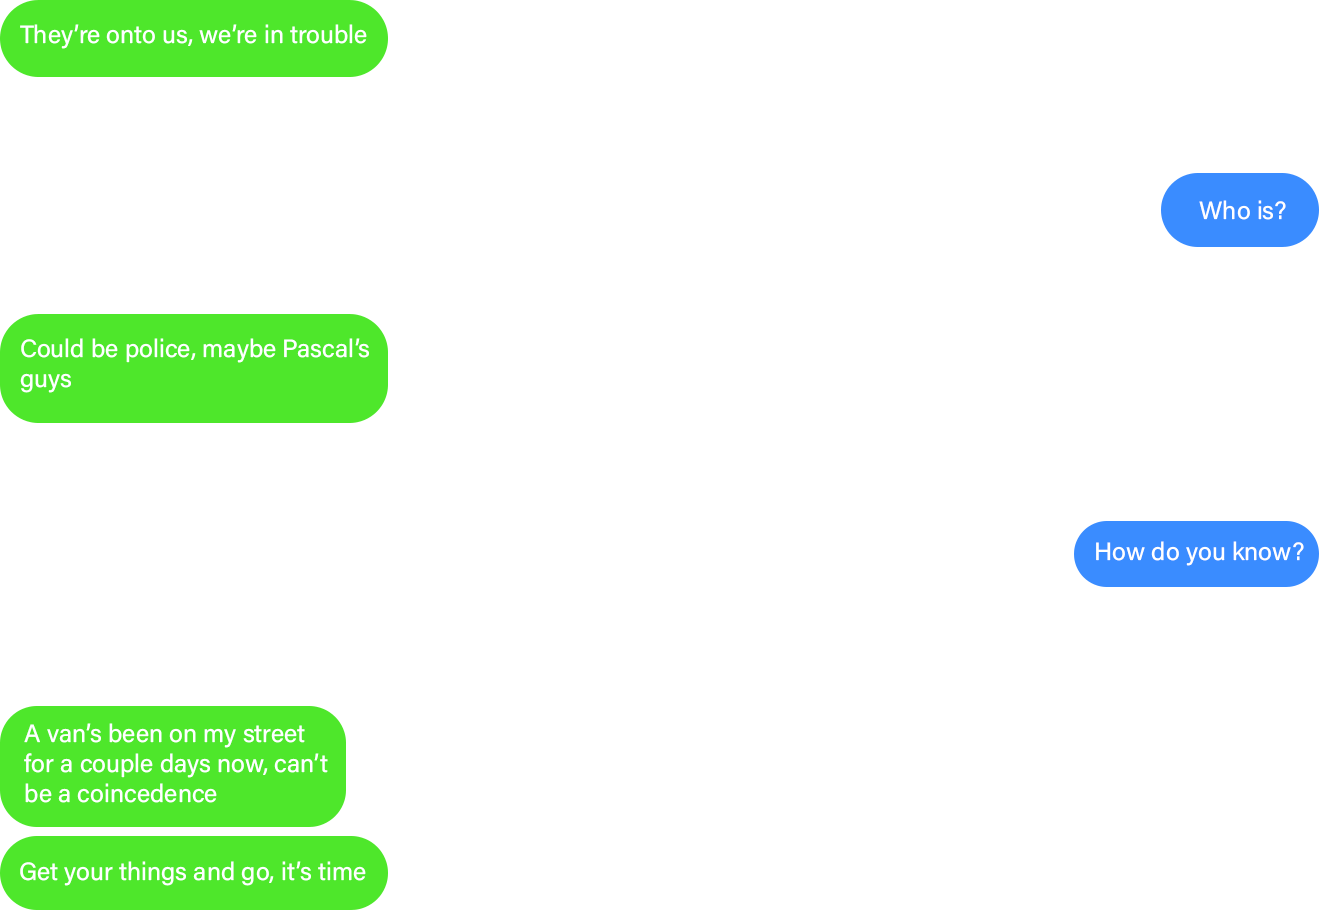 They’re onto us, we’re in trouble
Who is?
Could be police, maybe Pascal’s
guys
How do you know?
A van’s been on my street
for a couple days now, can’t
be a coincedence
Get your things and go, it’s time